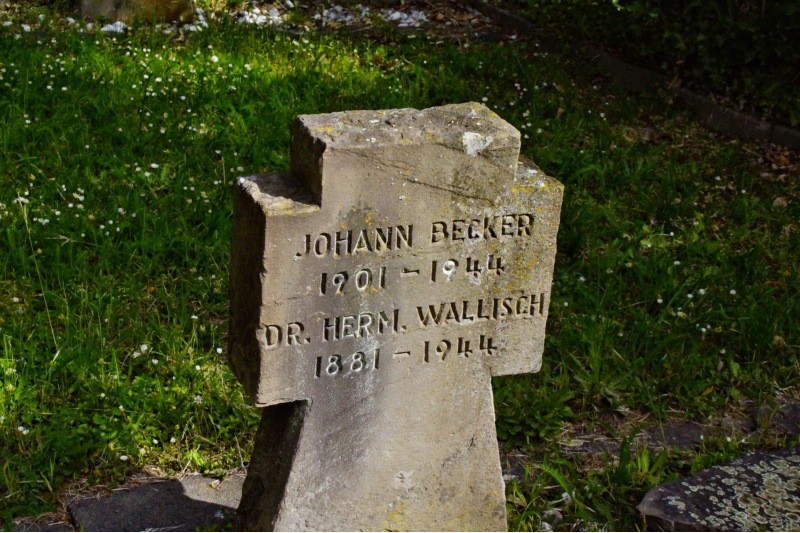 JOHANN BECKER
1901 – 1944
DR. HERM. WALLISCH
1881 – 1944